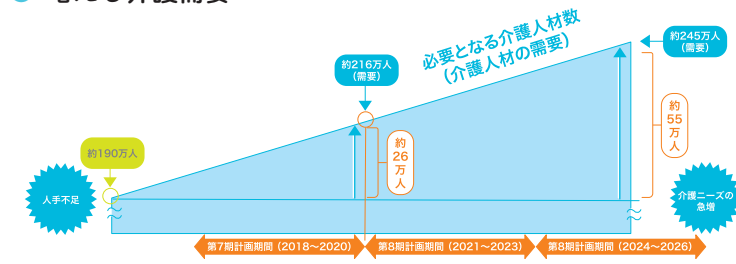 約216万人
(需要)
必要となる介護人材数
(介護人材の需要)
約245万人
(需要)
約190万人
約
26
万
人
約
55
万
人
人手不足
介護ニーズの
急増
第7期計画期間(2018~2020)
第8期計画期間(2021~2023)
第8期計画期間(2024~2026)